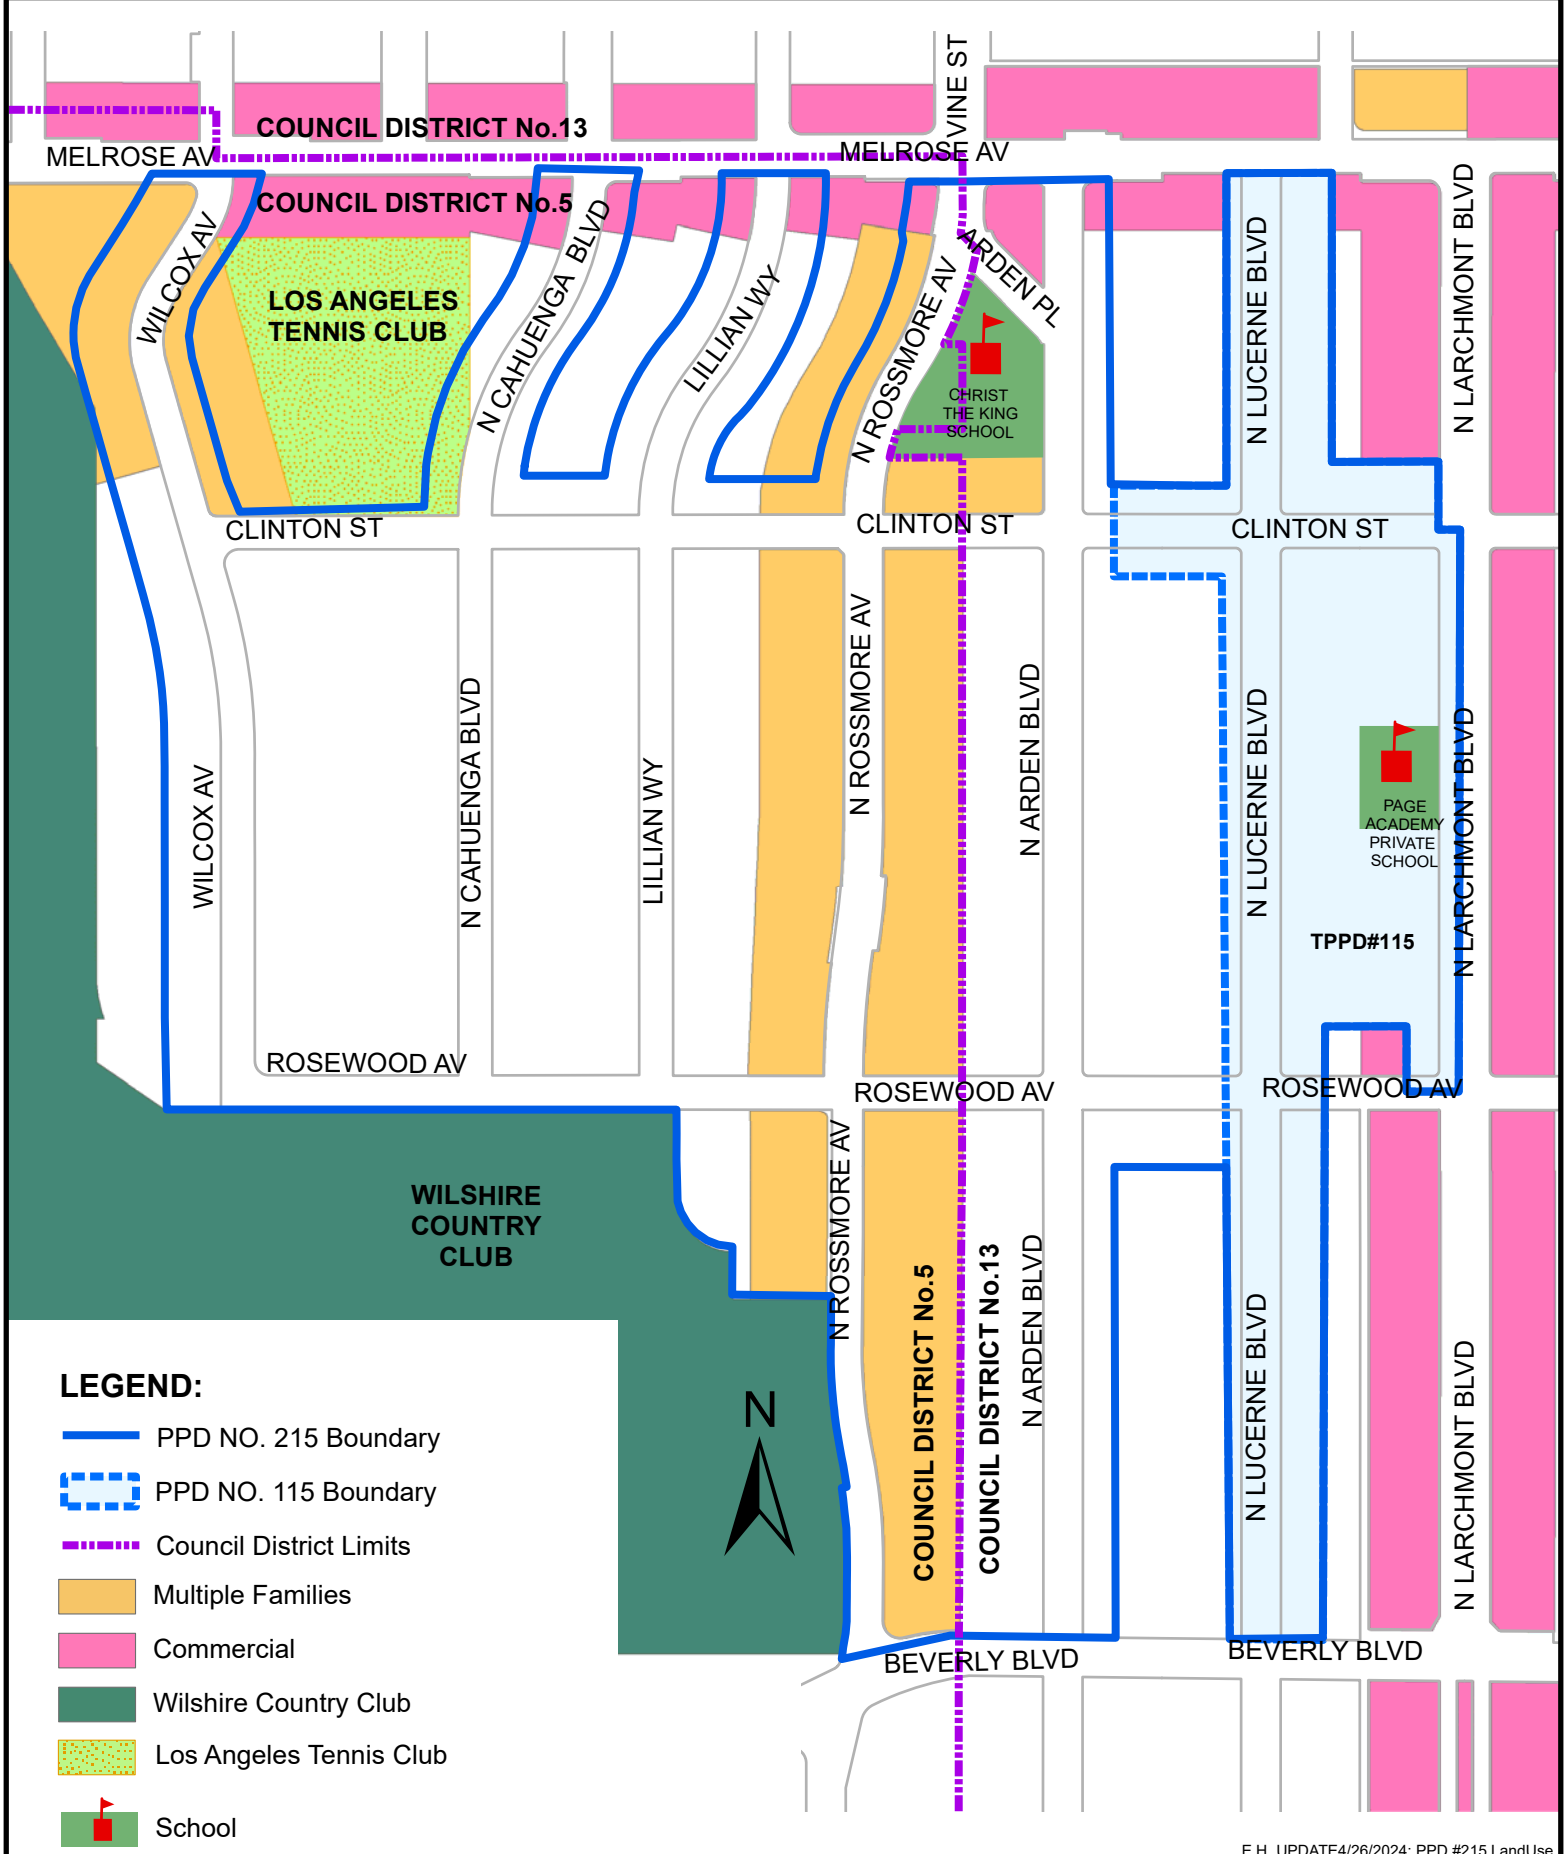 VINE ST
COUNCIL DISTRICT No.13
MELROSE AV
MELROSE AV
COUNCIL DISTRICT No.5
WILCOX AV
N CAHUENGA BLVD
LILLIAN WY
N ROSSMORE AV
ARDEN PL
N LUCERNE BLVD
N LARCHMONT BLVD
LOS ANGELES
TENNIS CLUB
CHRIST
THE KING
SCHOOL
CLINTON ST
CLINTON ST
CLINTON ST
WILCOX AV
N CAHUENGA BLVD
LILLIAN WY
N ROSSMORE AV
N ARDEN BLVD
N LUCERNE BLVD
N LARCHMONT BLVD
PAGE
ACADEMY
PRIVATE
SCHOOL
TPPD#115
ROSEWOOD AV
ROSEWOOD AV
ROSEWOOD AV
WILSHIRE
COUNTRY
CLUB
N ROSSMORE AV
COUNCIL DISTRICT No.5
COUNCIL DISTRICT No.13
N ARDEN BLVD
N LUCERNE BLVD
N LARCHMONT BLVD
BEVERLY BLVD
BEVERLY BLVD
N
LEGEND:
PPD NO. 215 Boundary
PPD NO. 115 Boundary
Council District Limits
Multiple Families
Commercial
Wilshire Country Club
Los Angeles Tennis Club
School
E.H. UPDATE4/26/2024: PPD #215 LandUse